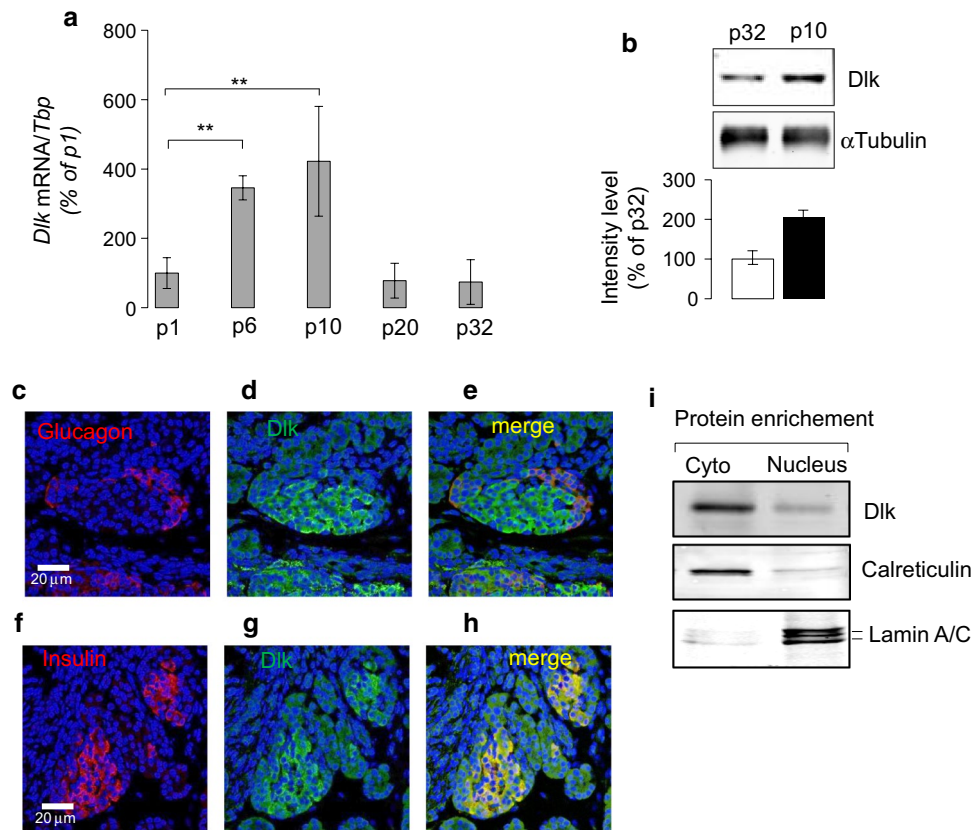 a
800
600
400
200
0
Dlk mRNA/Tbp
(% of p1)
**
**
p1 p6 p10 p20 p32
b
p32 p10
Dlk
αTubulin
300
200
100
0
Intensity level
(% of p32)
c
Glucagon
20 μm
d
Dlk
e
merge
f
Insulin
20 μm
g
Dlk
h
merge
i
Protein enrichement
Cyto Nucleus
Dlk
Calreticulin
Lamin A/C